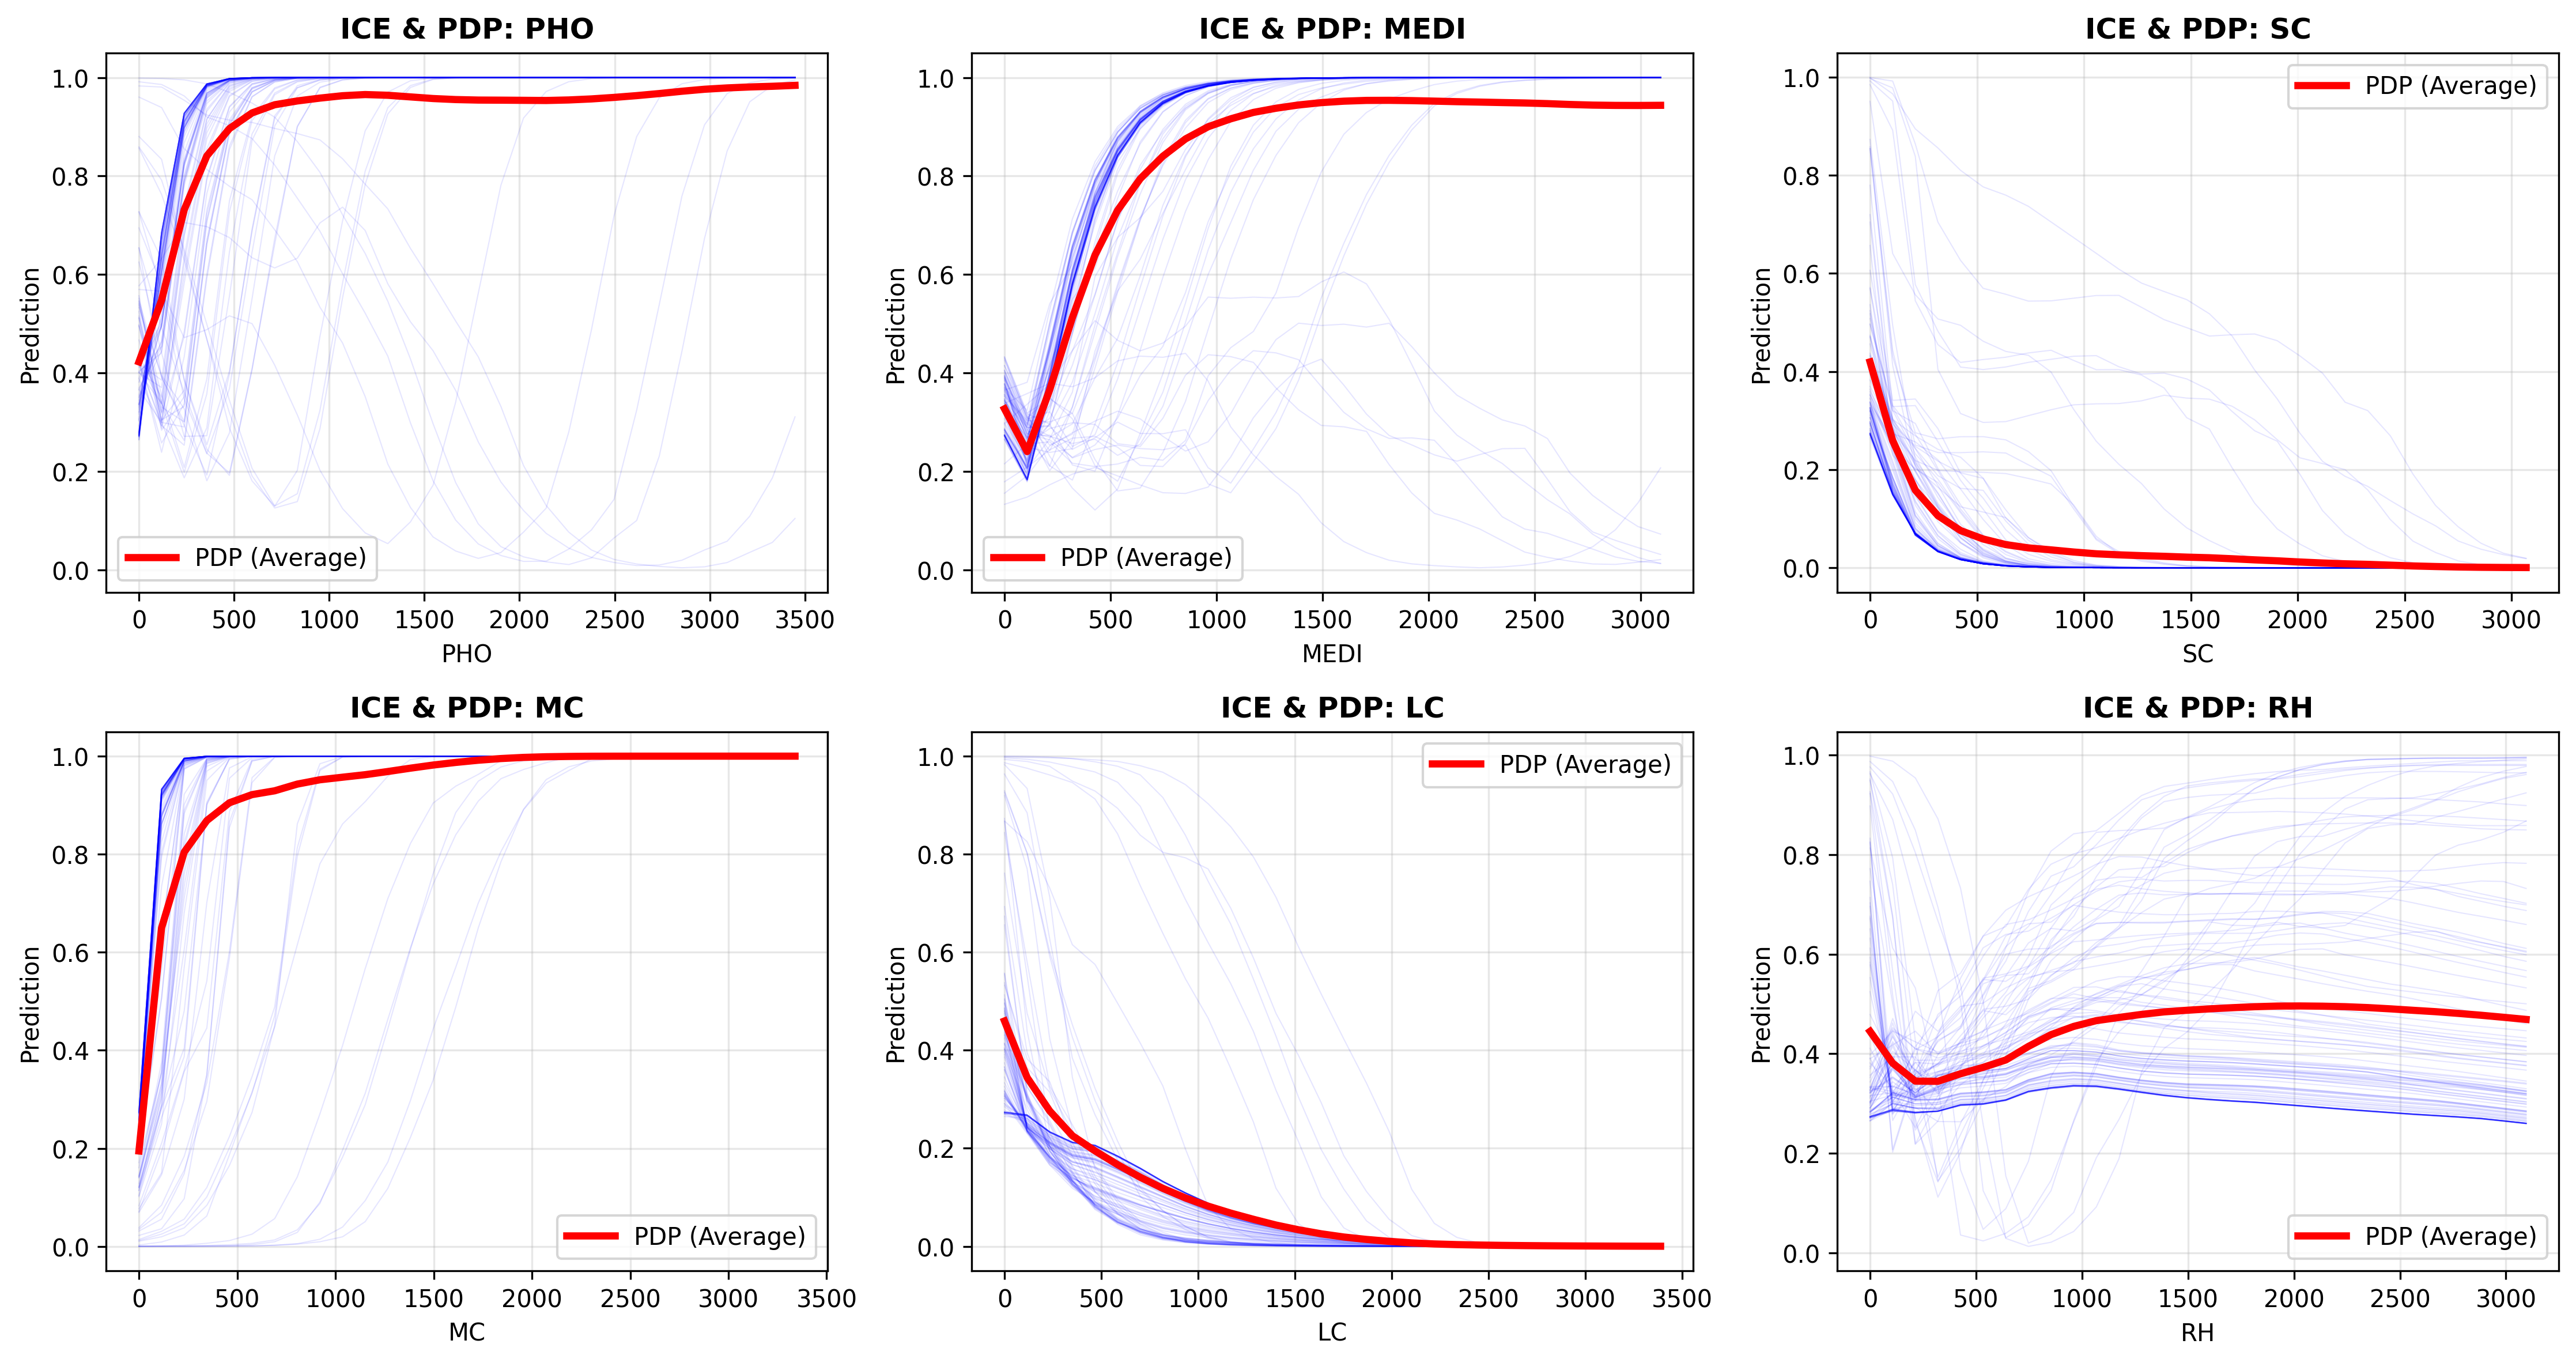 ICE & PDP: PHO
1.0
0.8
0.6
0.4
0.2
0.0
Prediction
PDP (Average)
0 500 1000 1500 2000 2500 3000 3500
PHO
ICE & PDP: MEDI
1.0
0.8
0.6
0.4
0.2
0.0
Prediction
PDP (Average)
0 500 1000 1500 2000 2500 3000
MEDI
ICE & PDP: SC
1.0
0.8
0.6
0.4
0.2
0.0
Prediction
PDP (Average)
0 500 1000 1500 2000 2500 3000
SC
ICE & PDP: MC
1.0
0.8
0.6
0.4
0.2
0.0
Prediction
PDP (Average)
0 500 1000 1500 2000 2500 3000 3500
MC
ICE & PDP: LC
1.0
0.8
0.6
0.4
0.2
0.0
Prediction
PDP (Average)
0 500 1000 1500 2000 2500 3000 3500
LC
ICE & PDP: RH
1.0
0.8
0.6
0.4
0.2
0.0
Prediction
PDP (Average)
0 500 1000 1500 2000 2500 3000
RH